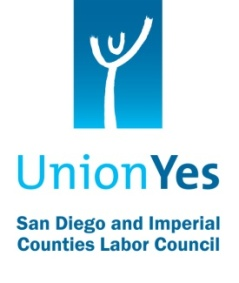 UnionYes
San Diego and Imperial
Counties Labor Council